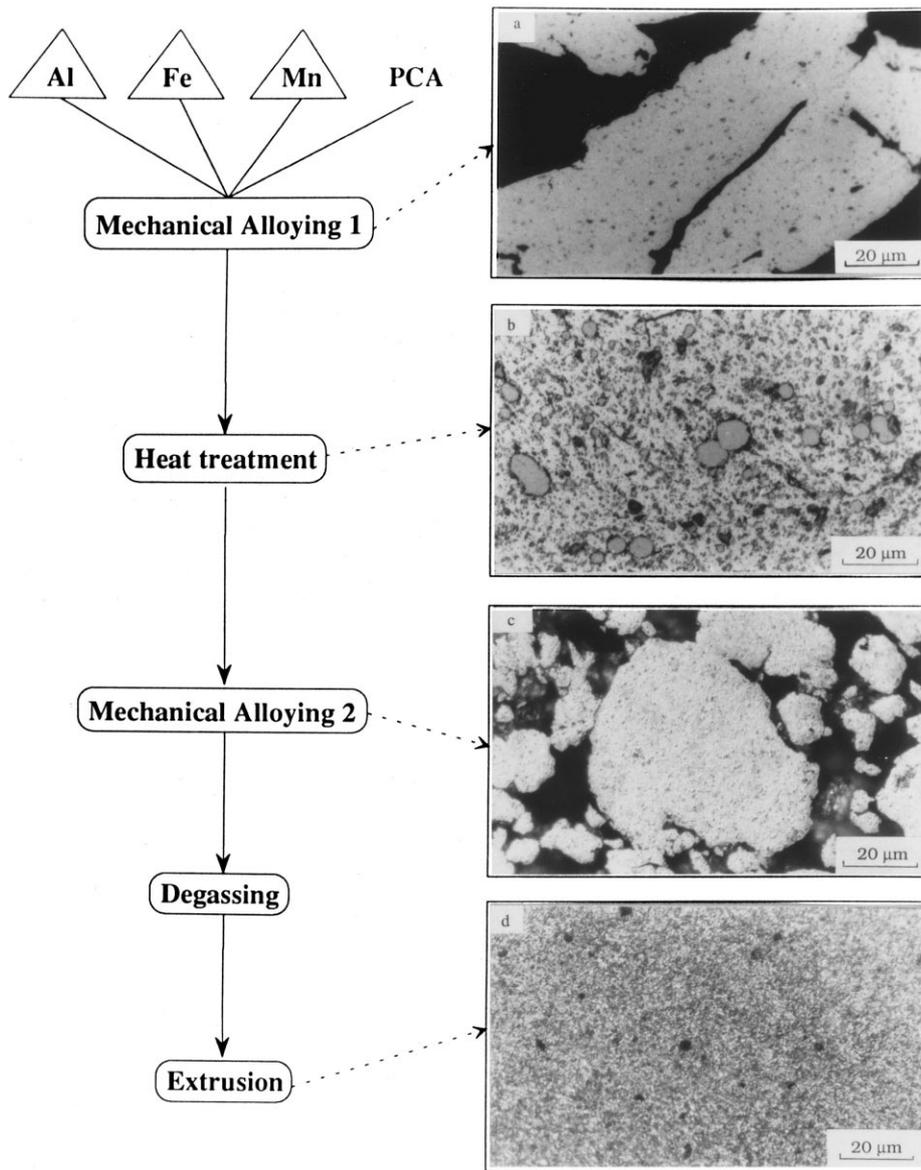 Al Fe Mn PCA
Mechanical Alloying 1
a
20 μm
Heat treatment
b
20 μm
Mechanical Alloying 2
c
20 μm
Degassing
Extrusion
d
20 μm